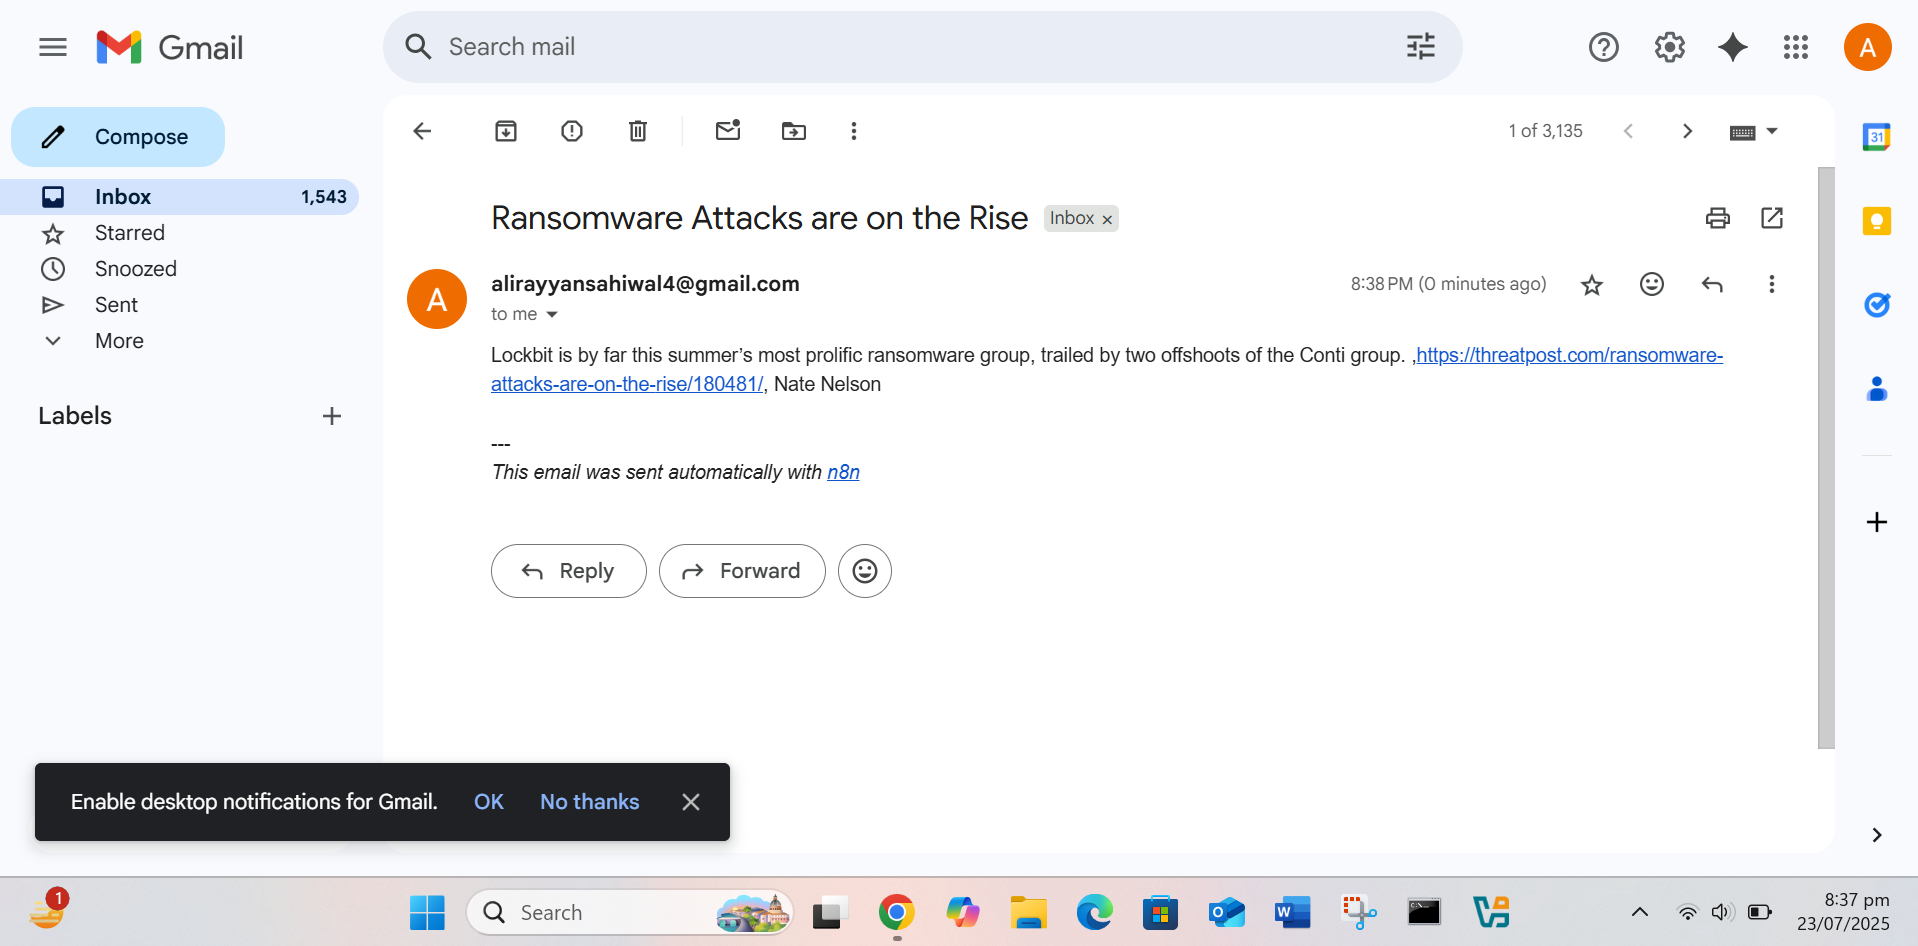 Gmail
Search mail
A
Compose
Inbox 1,543
Starred
Snoozed
Sent
More
Labels
1 of 3,135
31
Ransomware Attacks are on the Rise Inbox x
A
alirayyansahiwal4@gmail.com
8:38 PM (0 minutes ago)
to me
Lockbit is by far this summer’s most prolific ransomware group, trailed by two offshoots of the Conti group. ,https://threatpost.com/ransomware-
attacks-are-on-the-rise/180481/, Nate Nelson
---
This email was sent automatically with n8n
Reply Forward
Enable desktop notifications for Gmail. OK No thanks
1
Search
O
W
8:37 pm
23/07/2025